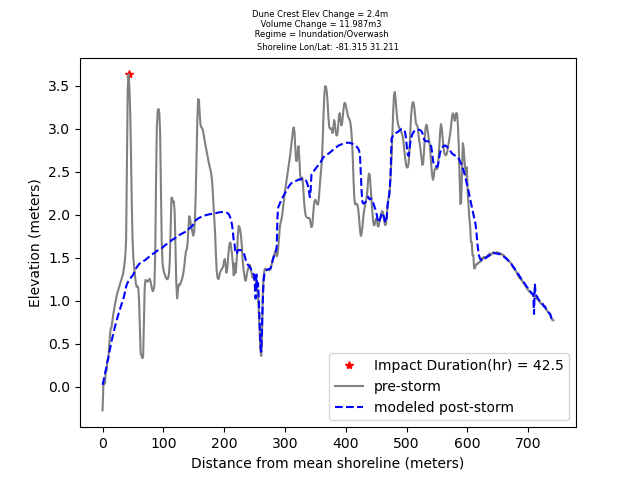 Dune Crest Elev Change = 2.4m
Volume Change = 11.987m3
Regime = Inundation/Overwash
Shoreline Lon/Lat: -81.315 31.211
3.5
3.0
2.5
2.0
1.5
1.0
0.5
0.0
Elevation (meters)
Impact Duration(hr) = 42.5
pre-storm
modeled post-storm
0 100 200 300 400 500 600 700
Distance from mean shoreline (meters)